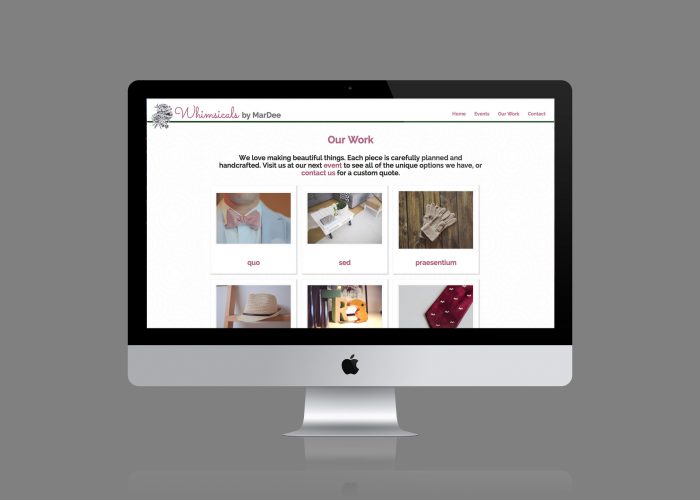 Whimsicals by MarDee
Home Events Our Work Contact
Our Work
We love making beautiful things. Each piece is carefully planned and
handcrafted. Visit us at our next event to see all of the unique options we have, or
contact us for a custom quote.
quo sed praesentium